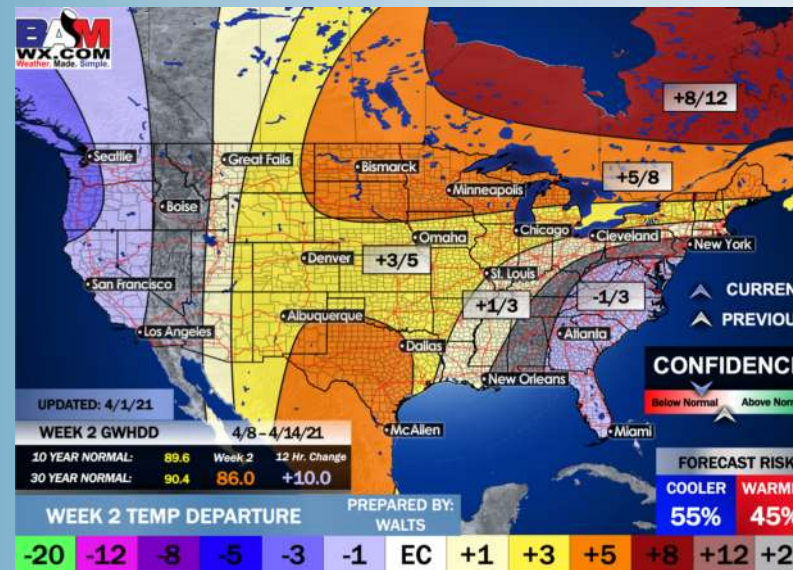 BAM
WX.COM
Weather. Made. Simple.
+8/12
Seattle
Great Falls
Bismarck
+5/8
Minneapolis
Boise
Chicago
Cleveland
New York
Omaha
Denver
+3/5
St. Louis
San Francisco
+1/3
-1/3
CURREN
PREVIOU
Albuquerque
Los Angeles
Atlanta
Dallas
CONFIDENC
New Orleans
Below Normal
Above Norm
UPDATED: 4/1/21
McAllen
Miami
WEEK 2 GWHDD 4/8 - 4/14/21
10 YEAR NORMAL: 89.6 Week 2 12 Hr. Change
30 YEAR NORMAL: 90.4 86.0 +10.0
FORECAST RISK
COOLER WARME
55% 45%
WEEK 2 TEMP DEPARTURE
PREPARED BY:
WALTS
-20 -12 -8 -5 -3 -1 EC +1 +3 +5 +8 +12 +2